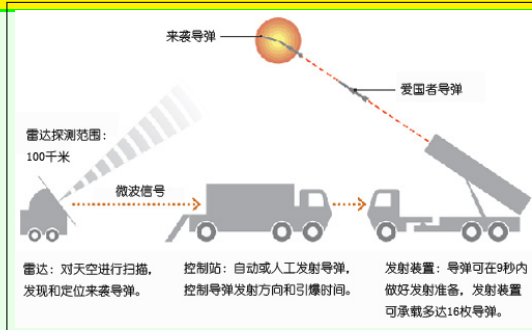 来袭导弹
爱国者导弹
雷达探测范围:
100千米
微波信号
雷达：对天空进行扫描，
发现和定位来袭导弹。
控制站：自动或人工发射导弹，
控制导弹发射方向和引爆时间。
发射装置：导弹可在9秒内
做好发射准备，发射装置
可承载多达16枚导弹。